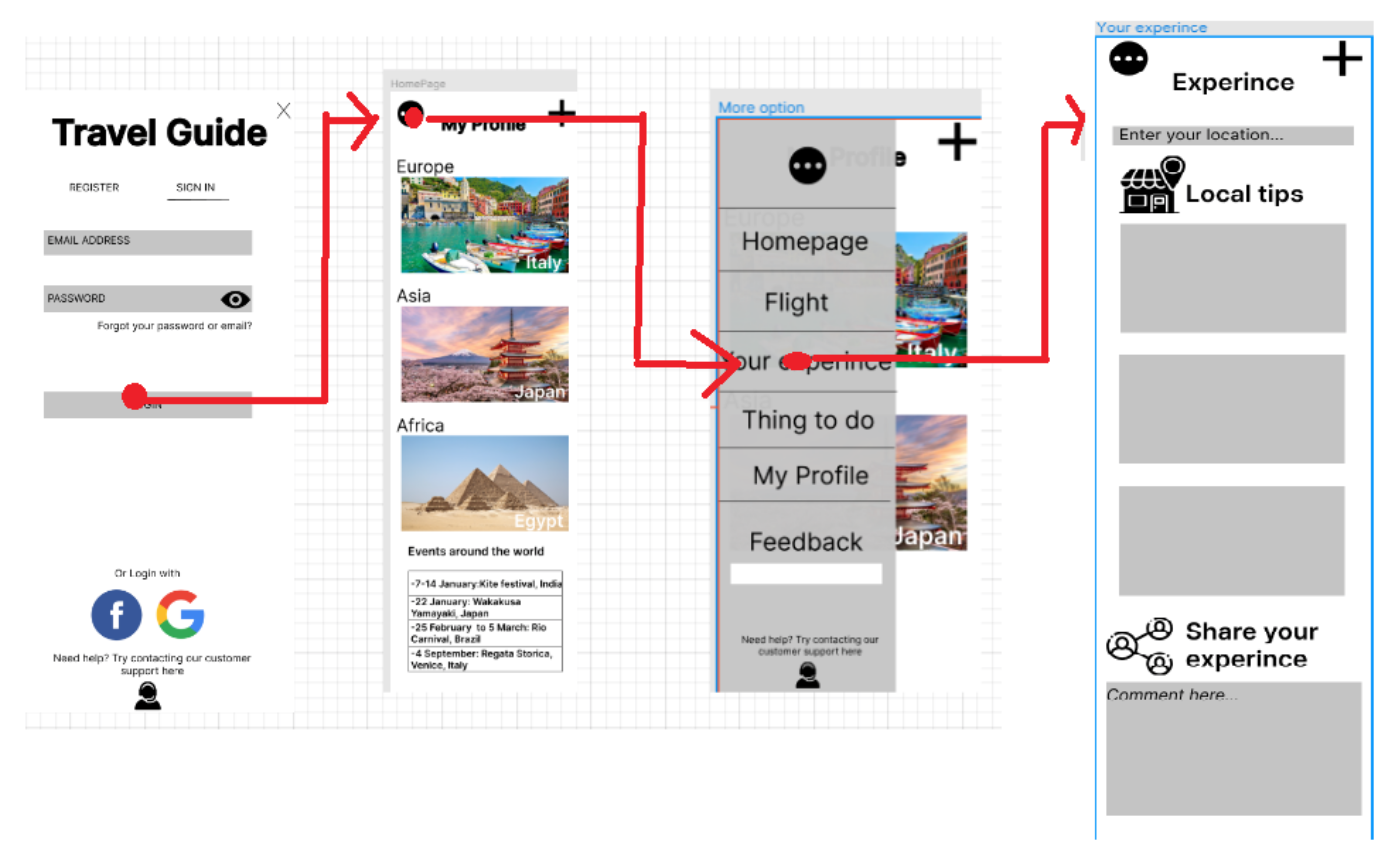 Travel Guide
REGISTER
SIGN IN
EMAIL ADDRESS
PASSWORD
Forgot your password or email?
Or Login with
Need help? Try contacting our customer
support here
HomePage
My Profile
Europe
Italy
Asia
Japan
Africa
Egypt
Events around the world
-7-14 January:Kite festival, India
-22 January: Wakakusa
Yamayaki, Japan
-25 February to 5 March: Rio
Carnival, Brazil
-4 September: Regata Storica,
Venice, Italy
More option
Profile
Europe
Homepage
Flight
Your experince
Italy
Asia
Thing to do
My Profile
Japan
Feedback
Need help? Try contacting our
customer support here
Your experince
Experince
Enter your location...
Local tips
Share your
experince
Comment here...